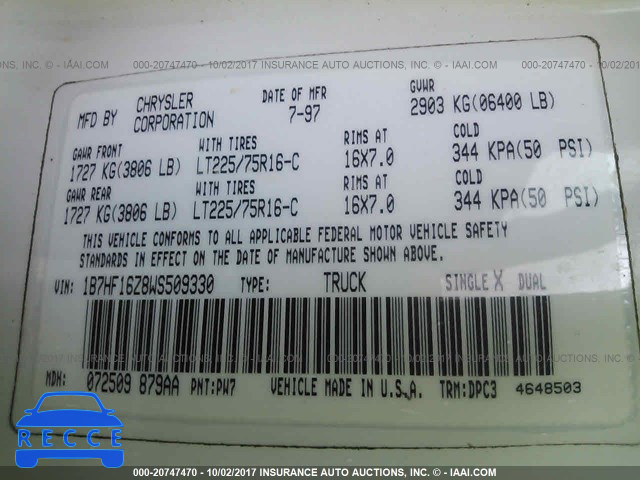 000-20747470 - 10/02/2017 INSURANCE AUTO AUCTIONS, INC. - © IAAI.COM
MFD BY CHRYSLER CORPORATION DATE OF MFR 7-97 GVWR 2903 KG(06400 LB)
GAWR FRONT WITH TIRES RIMS AT COLD
1727 KG(3806 LB) LT225/75R16-C 16X7.0 344 KPA(50 PSI)
GAWR REAR WITH TIRES RIMS AT COLD
1727 KG(3806 LB) LT225/75R16-C 16X7.0 344 KPA(50 PSI)
THIS VEHICLE CONFORMS TO ALL APPLICABLE FEDERAL MOTOR VEHICLE SAFETY
STANDARDS IN EFFECT ON THE DATE OF MANUFACTURE SHOWN ABOVE.
VIN: 1B7HF16Z8WS509330 TYPE: TRUCK SINGLE X DUAL
MDH: 072509 879AA PNT:PW7 VEHICLE MADE IN U.S.A. TRM:DPC3 4648503
RECCE
000-20747470 - 10/02/2017 INSURANCE AUTO AUCTIONS, INC. - © IAAI.COM